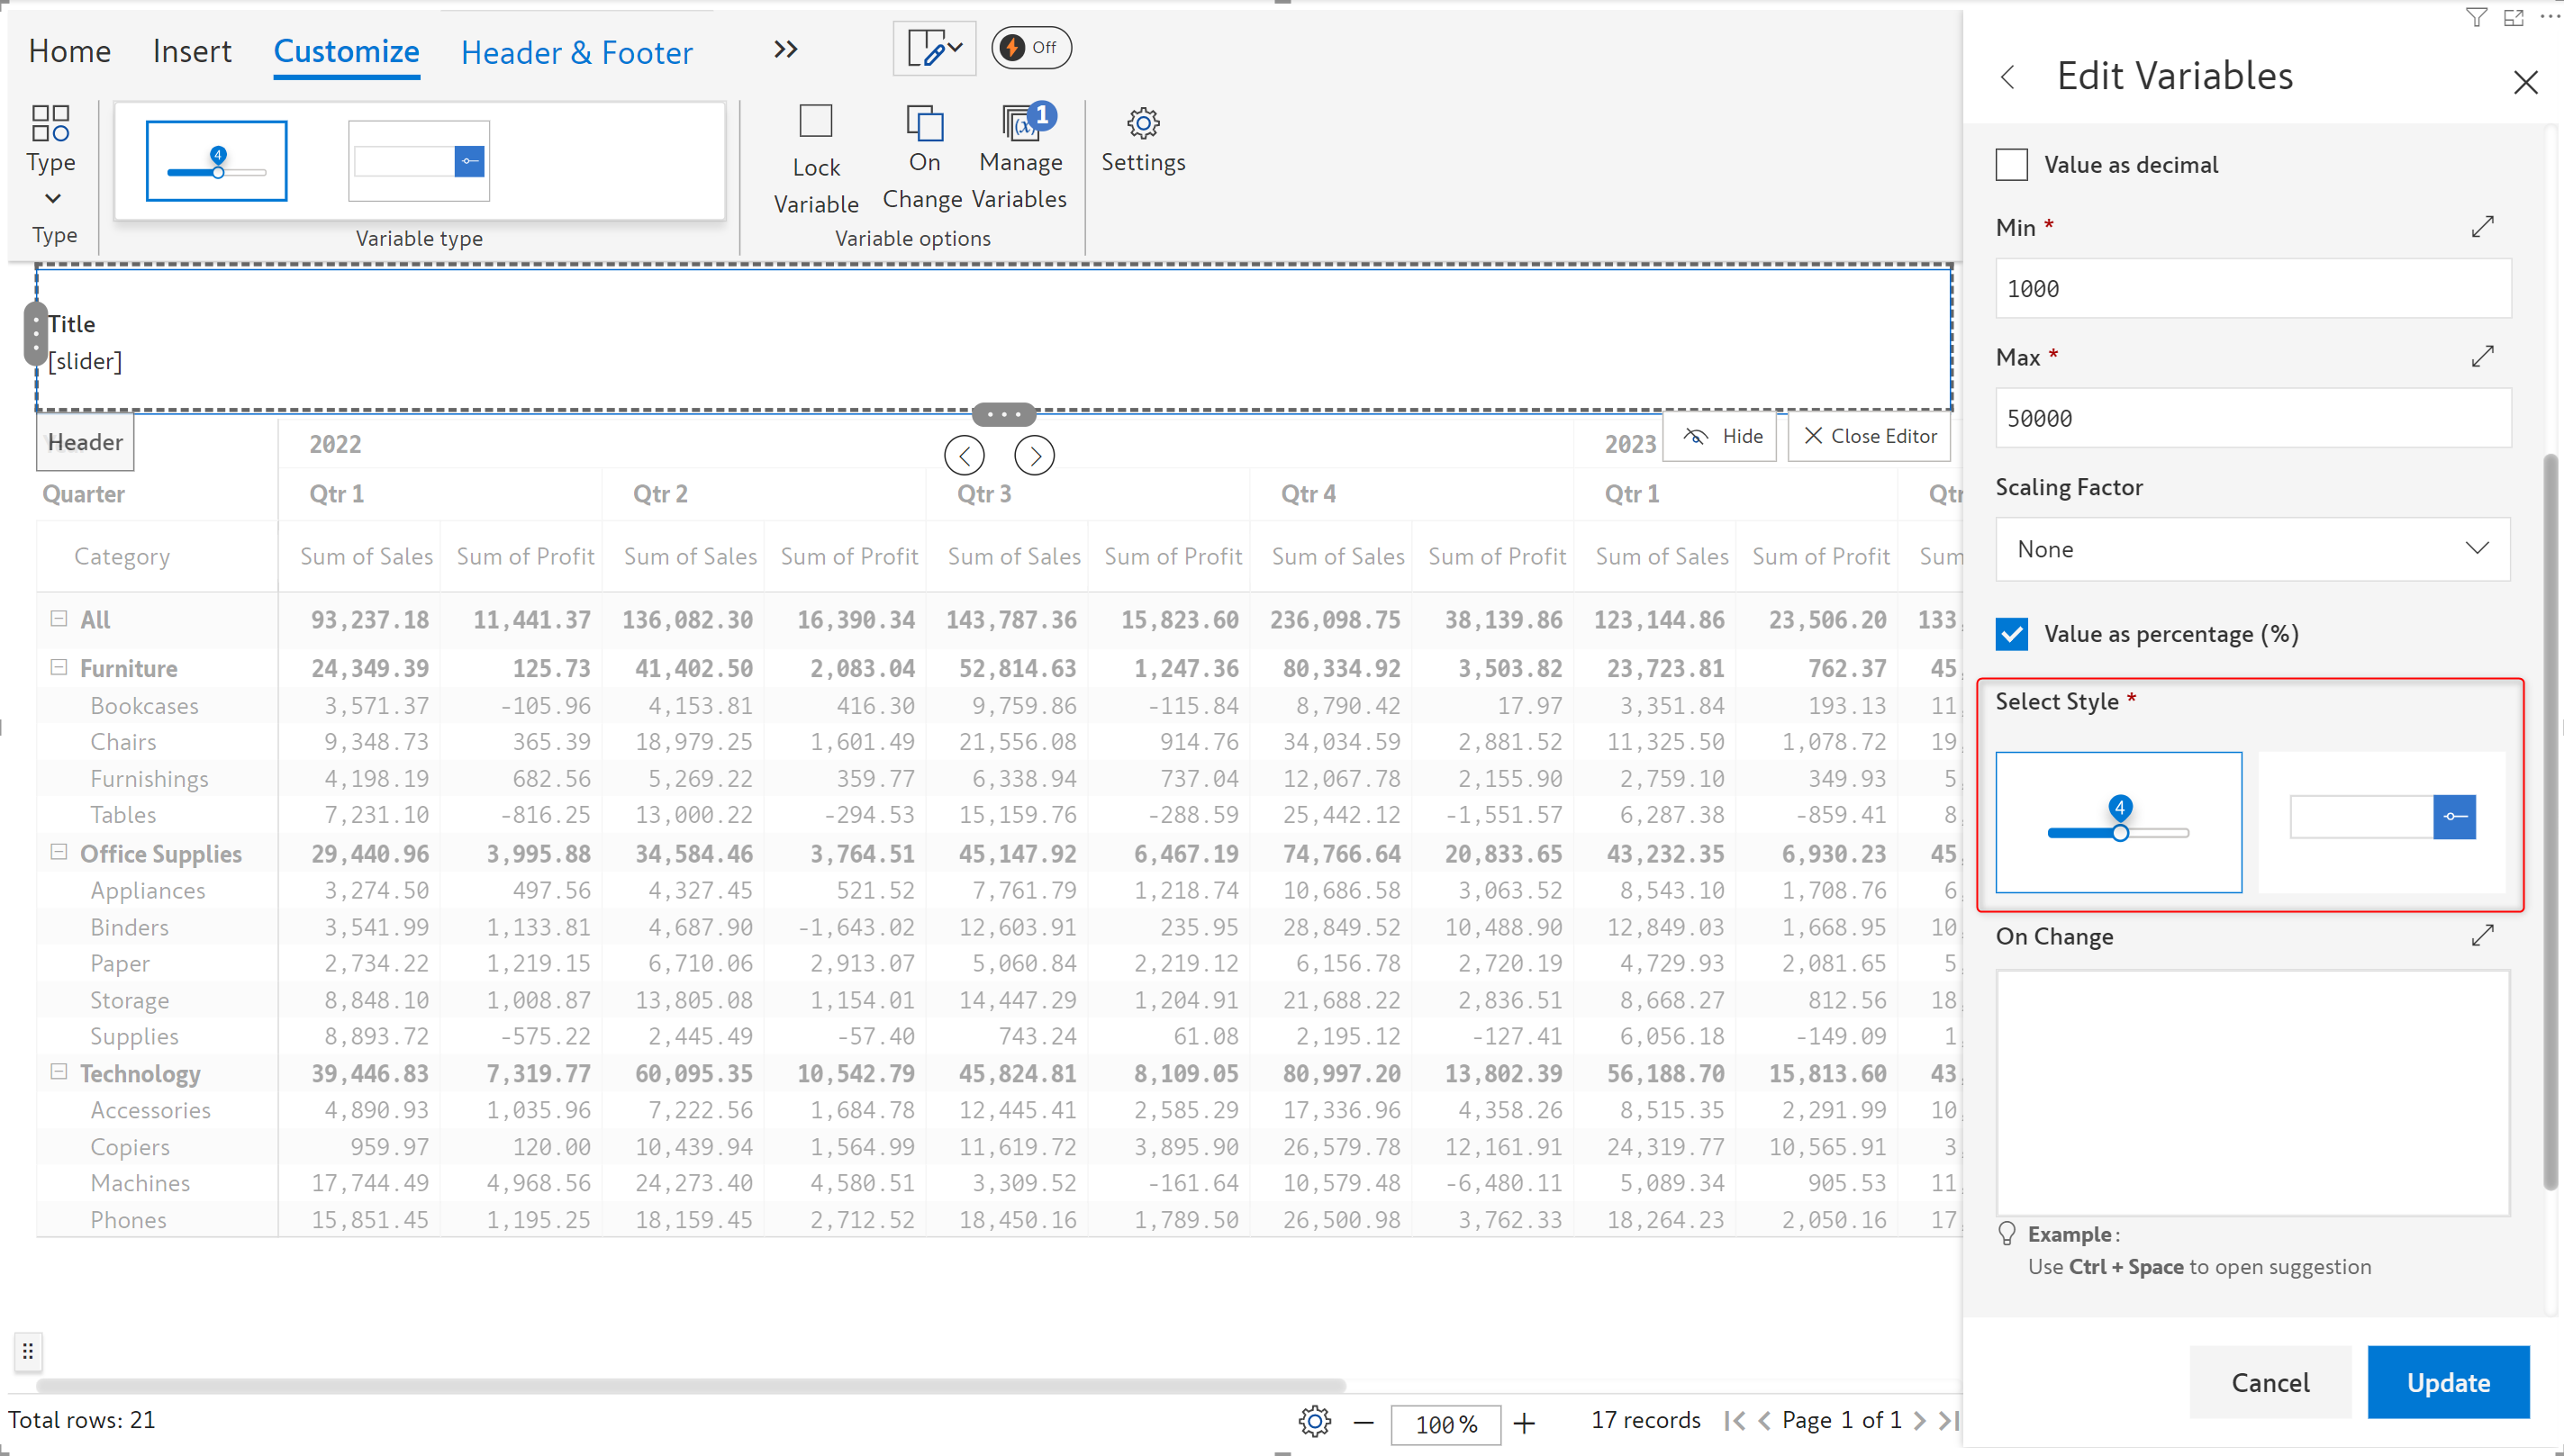 Home Insert Customize Header & Footer Off
Type
4
Lock Variable
On Change
1
(x)
Manage Variables
Settings
Type
Variable type
Variable options
Title
[slider]
Header
Hide Close Editor
2022 2023
Quarter Qtr 1 Qtr 2 Qtr 3 Qtr 4 Qtr 1 Qtr
Category Sum of Sales Sum of Profit Sum of Sales Sum of Profit Sum of Sales Sum of Profit Sum of Sales Sum of Profit Sum of Sales Sum of Profit Sum
All 93,237.18 11,441.37 136,082.30 16,390.34 143,787.36 15,823.60 236,098.75 38,139.86 123,144.86 23,506.20 133
Furniture 24,349.39 125.73 41,402.50 2,083.04 52,814.63 1,247.36 80,334.92 3,503.82 23,723.81 762.37 45
Bookcases 3,571.37 -105.96 4,153.81 416.30 9,759.86 -115.84 8,790.42 17.97 3,351.84 193.13 11
Chairs 9,348.73 365.39 18,979.25 1,601.49 21,556.08 914.76 34,034.59 2,881.52 11,325.50 1,078.72 19
Furnishings 4,198.19 682.56 5,269.22 359.77 6,338.94 737.04 12,067.78 2,155.90 2,759.10 349.93 5
Tables 7,231.10 -816.25 13,000.22 -294.53 15,159.76 -288.59 25,442.12 -1,551.57 6,287.38 -859.41 8
Office Supplies 29,440.96 3,995.88 34,584.46 3,764.51 45,147.92 6,467.19 74,766.64 20,833.65 43,232.35 6,930.23 45
Appliances 3,274.50 497.56 4,327.45 521.52 7,761.79 1,218.74 10,686.58 3,063.52 8,543.10 1,708.76 6
Binders 3,541.99 1,133.81 4,687.90 -1,643.02 12,603.91 235.95 28,849.52 10,488.90 12,849.03 1,668.95 10
Paper 2,734.22 1,219.15 6,710.06 2,913.07 5,060.84 2,219.12 6,156.78 2,720.19 4,729.93 2,081.65 5
Storage 8,848.10 1,008.87 13,805.08 1,154.01 14,447.29 1,204.91 21,688.22 2,836.51 8,668.27 812.56 18
Supplies 8,893.72 -575.22 2,445.49 -57.40 743.24 61.08 2,195.12 -127.41 6,056.18 -149.09 1
Technology 39,446.83 7,319.77 60,095.35 10,542.79 45,824.81 8,109.05 80,997.20 13,802.39 56,188.70 15,813.60 43
Accessories 4,890.93 1,035.96 7,222.56 1,684.78 12,445.41 2,585.29 17,336.96 4,358.26 8,515.35 2,291.99 10
Copiers 959.97 120.00 10,439.94 1,564.99 11,619.72 3,895.90 26,579.78 12,161.91 24,319.77 10,565.91 3
Machines 17,744.49 4,968.56 24,273.40 4,580.51 3,309.52 -161.64 10,579.48 -6,480.11 5,089.34 905.53 11
Phones 15,851.45 1,195.25 18,159.45 2,712.52 18,450.16 1,789.50 26,500.98 3,762.33 18,264.23 2,050.16 17
Total rows: 21
100%
17 records
Page 1 of 1
Edit Variables
Value as decimal
Min *
1000
Max *
50000
Scaling Factor
None
Value as percentage (%)
Select Style *
4
On Change
Example:
Use Ctrl + Space to open suggestion
Cancel Update